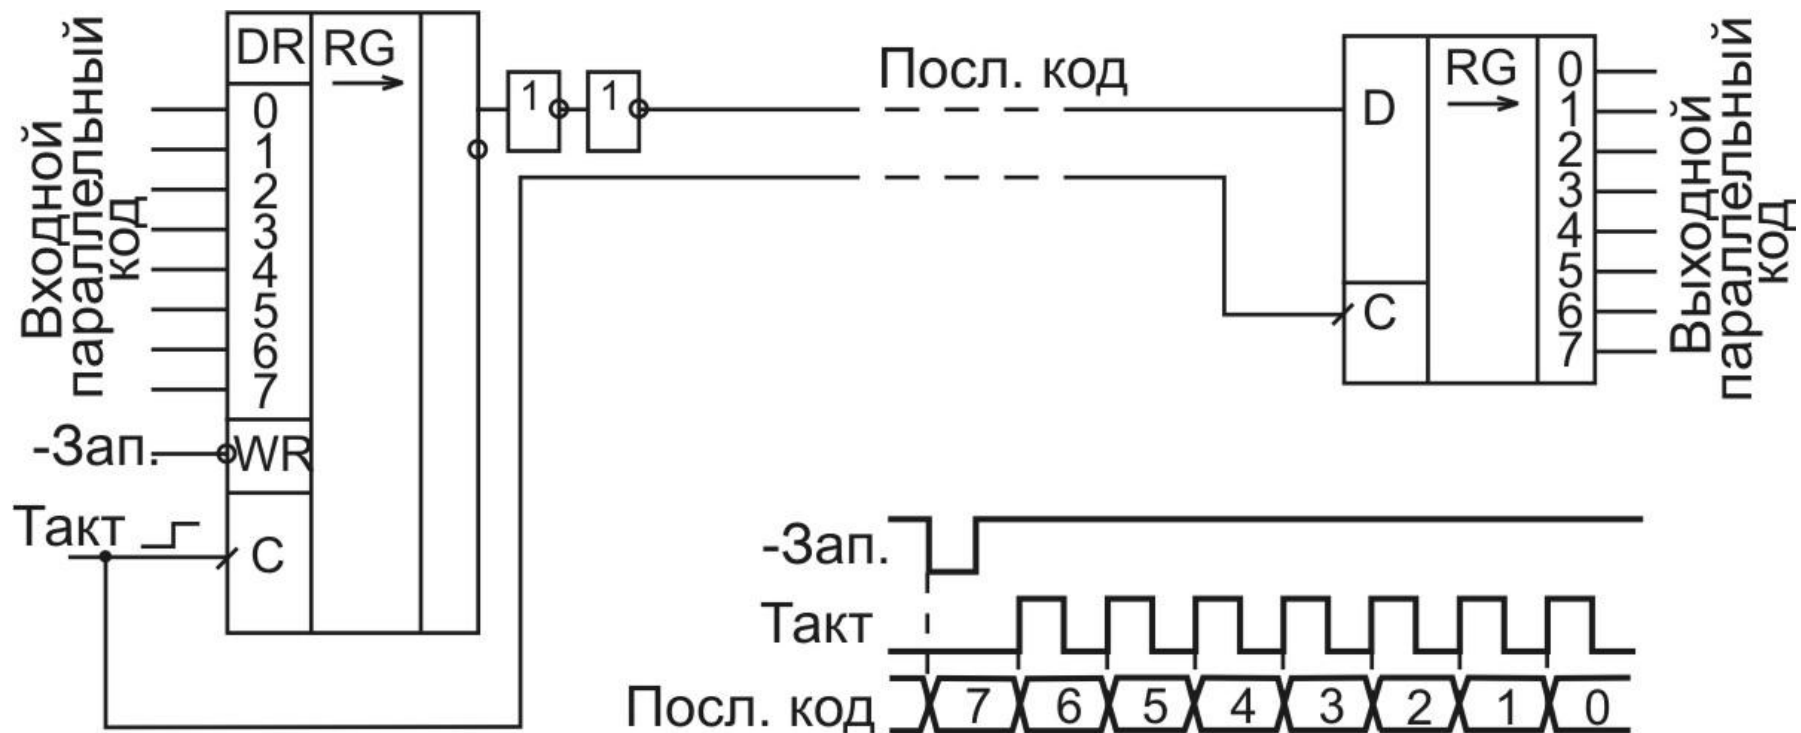 Входной
параллельный
код
DR
RG
0
1
2
3
4
5
6
7
WR
C
-Зап.
Такт
1
1
Посл. код
D
C
RG
0
1
2
3
4
5
6
7
Выходной
параллельный
код
-Зап.
Такт
Посл. код
7 6 5 4 3 2 1 0